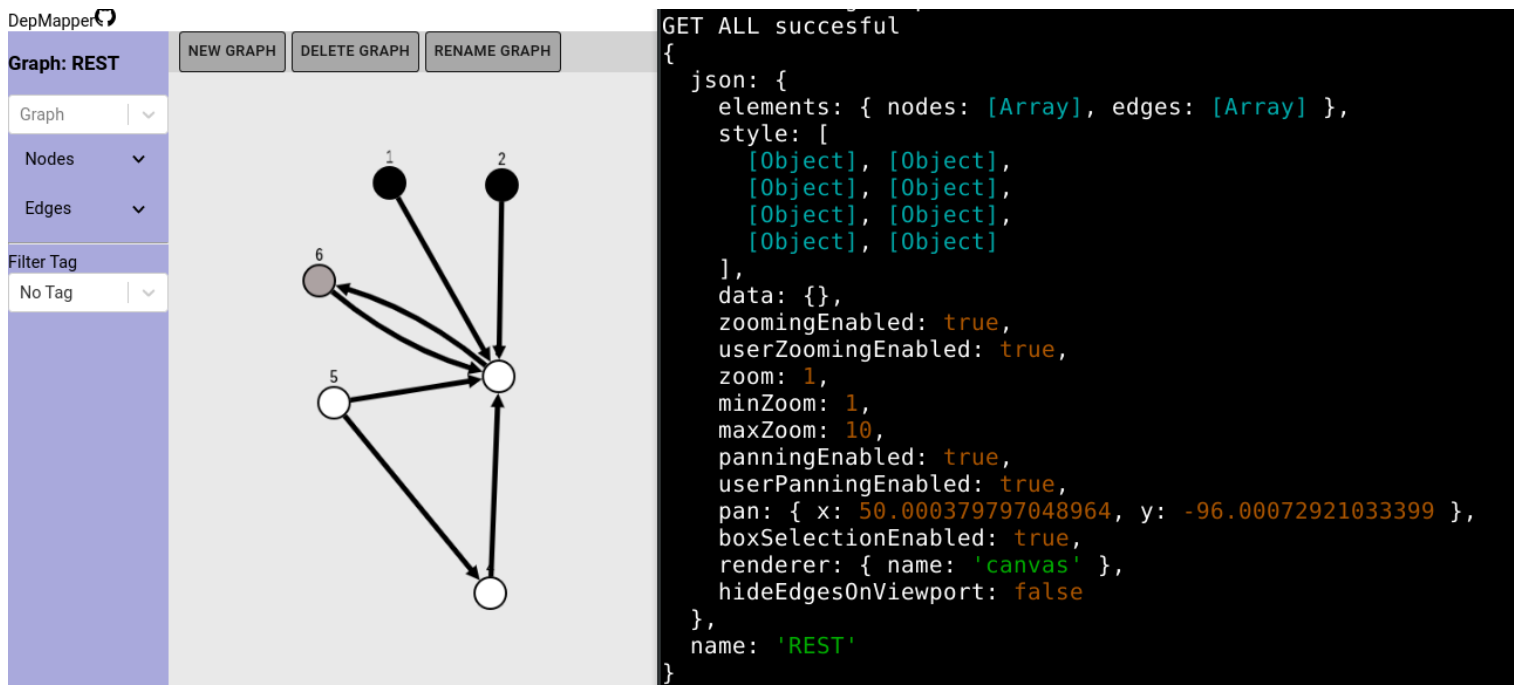 DepMapper
Graph: REST
Graph
Nodes
Edges
Filter Tag
No Tag
NEW GRAPH DELETE GRAPH RENAME GRAPH
1
2
6
5
GET ALL succesful
{
json: {
elements: { nodes: [Array], edges: [Array] },
style: [
[Object], [Object],
[Object], [Object],
[Object], [Object],
[Object], [Object]
],
data: {},
zoomingEnabled: true,
userZoomingEnabled: true,
zoom: 1,
minZoom: 1,
maxZoom: 10,
panningEnabled: true,
userPanningEnabled: true,
pan: { x: 50.000379797048964, y: -96.00072921033399 },
boxSelectionEnabled: true,
renderer: { name: 'canvas' },
hideEdgesOnViewport: false
},
name: 'REST'
}